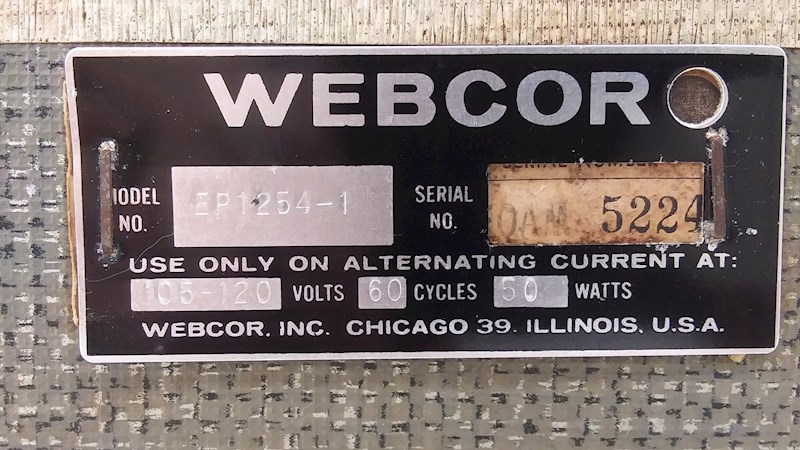 WEBCOR
MODEL NO. EP1254-1 SERIAL NO. 5224
USE ONLY ON ALTERNATING CURRENT AT:
105-120 VOLTS 60 CYCLES 50 WATTS
WEBCOR, INC. CHICAGO 39, ILLINOIS, U.S.A.